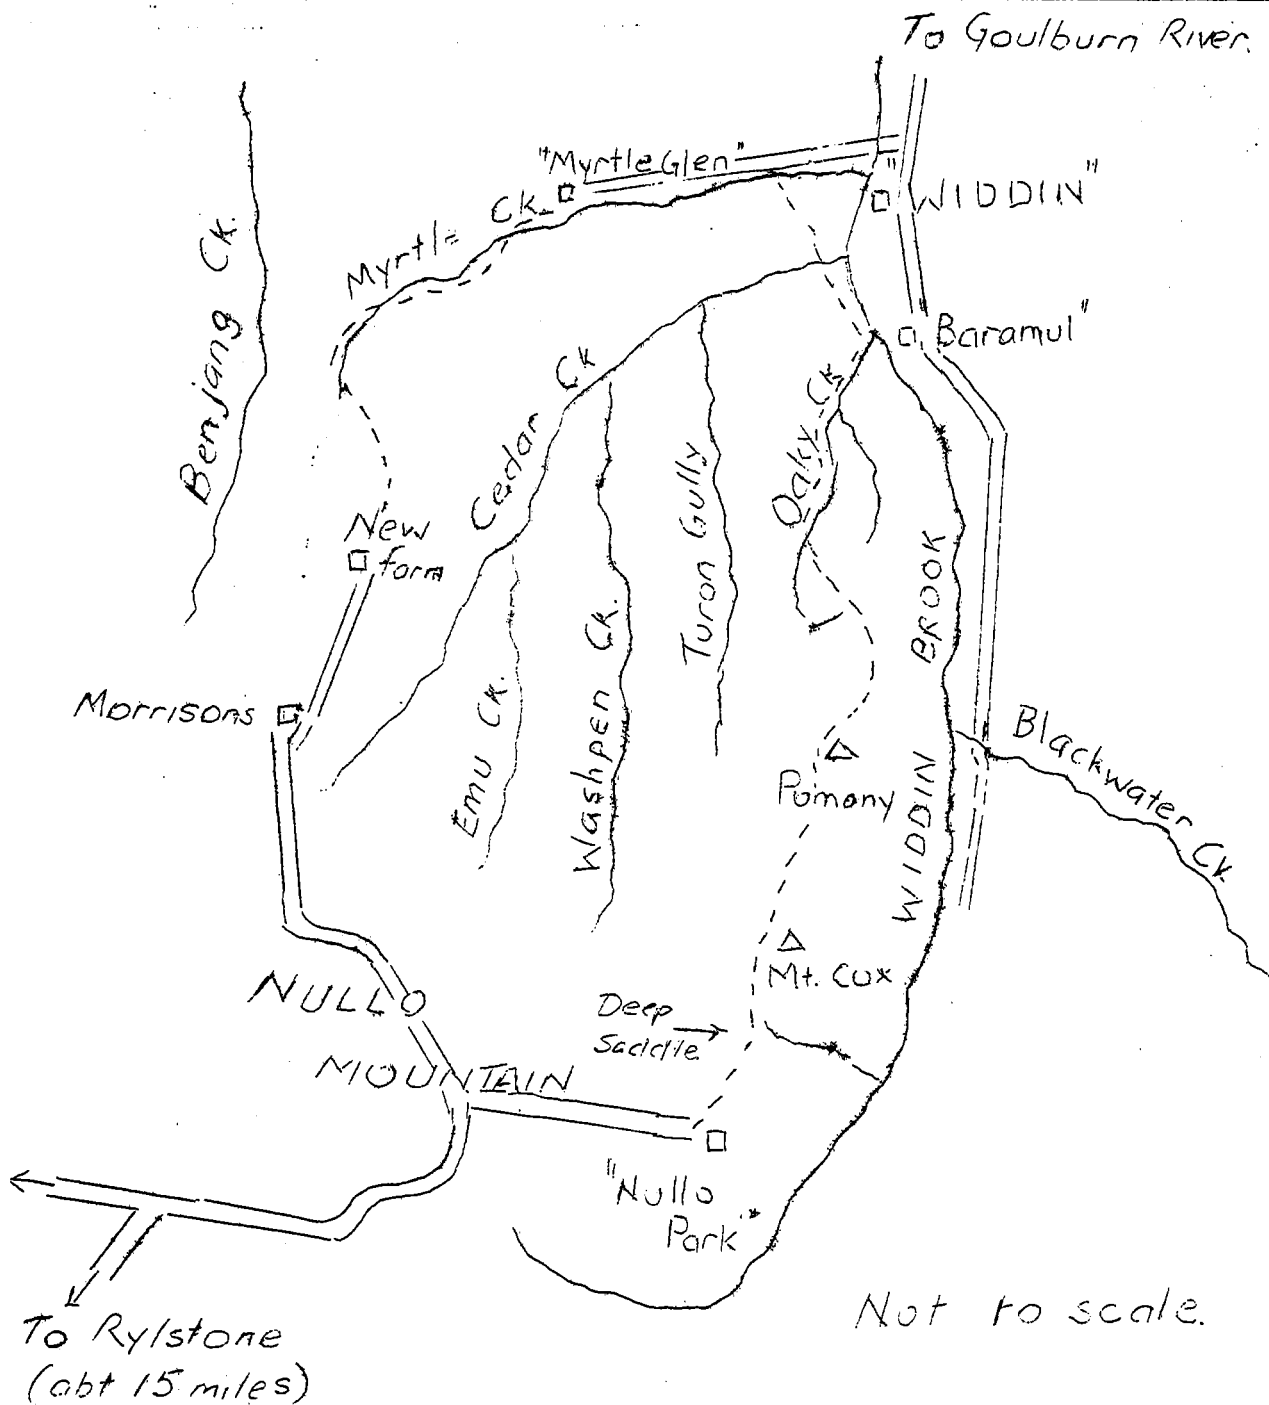 To Goulburn River.
"Myrtle Glen"
"WIDDIN"
Myrtle Ck.
Benjang Ck.
Baramul"
Cedar Ck
Oaky Ck.
Turon Gully
New
farm
Washpen Ck.
Emu Ck.
WIDDIN BROOK
Morrisons
Blackwater Ck.
Pomany
Mt. Cox
NULLO
MOUNTAIN
Deep
Saddle
"Nullo
Park"
Not to scale.
To Rylstone
(abt 15 miles)